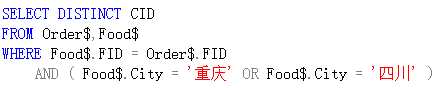 SELECT DISTINCT CID
FROM Order$,Food$
WHERE Food$.FID = Order$.FID
AND ( Food$.City = '重庆' OR Food$.City = '四川' )